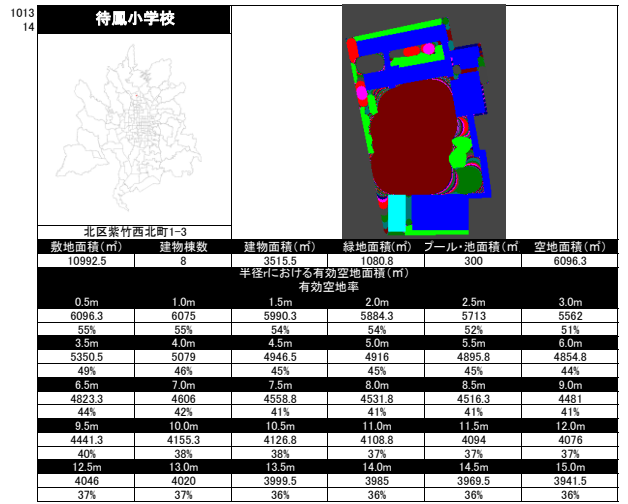 1013
14
待鳳小学校
北区紫竹西北町1-3
敷地面積(㎡) 建物棟数 建物面積(㎡) 緑地面積(㎡) プール・池面積(㎡ 空地面積(㎡)
10992.5 8 3515.5 1080.8 300 6096.3
半径rにおける有効空地面積(㎡)
有効空地率
0.5m 1.0m 1.5m 2.0m 2.5m 3.0m
6096.3 6075 5990.3 5884.3 5713 5562
55% 55% 54% 54% 52% 51%
3.5m 4.0m 4.5m 5.0m 5.5m 6.0m
5350.5 5079 4946.5 4916 4895.8 4854.8
49% 46% 45% 45% 45% 44%
6.5m 7.0m 7.5m 8.0m 8.5m 9.0m
4823.3 4606 4558.8 4531.8 4516.3 4481
44% 42% 41% 41% 41% 41%
9.5m 10.0m 10.5m 11.0m 11.5m 12.0m
4441.3 4155.3 4126.8 4108.8 4094 4076
40% 38% 38% 37% 37% 37%
12.5m 13.0m 13.5m 14.0m 14.5m 15.0m
4046 4020 3999.5 3985 3969.5 3941.5
37% 37% 36% 36% 36% 36%